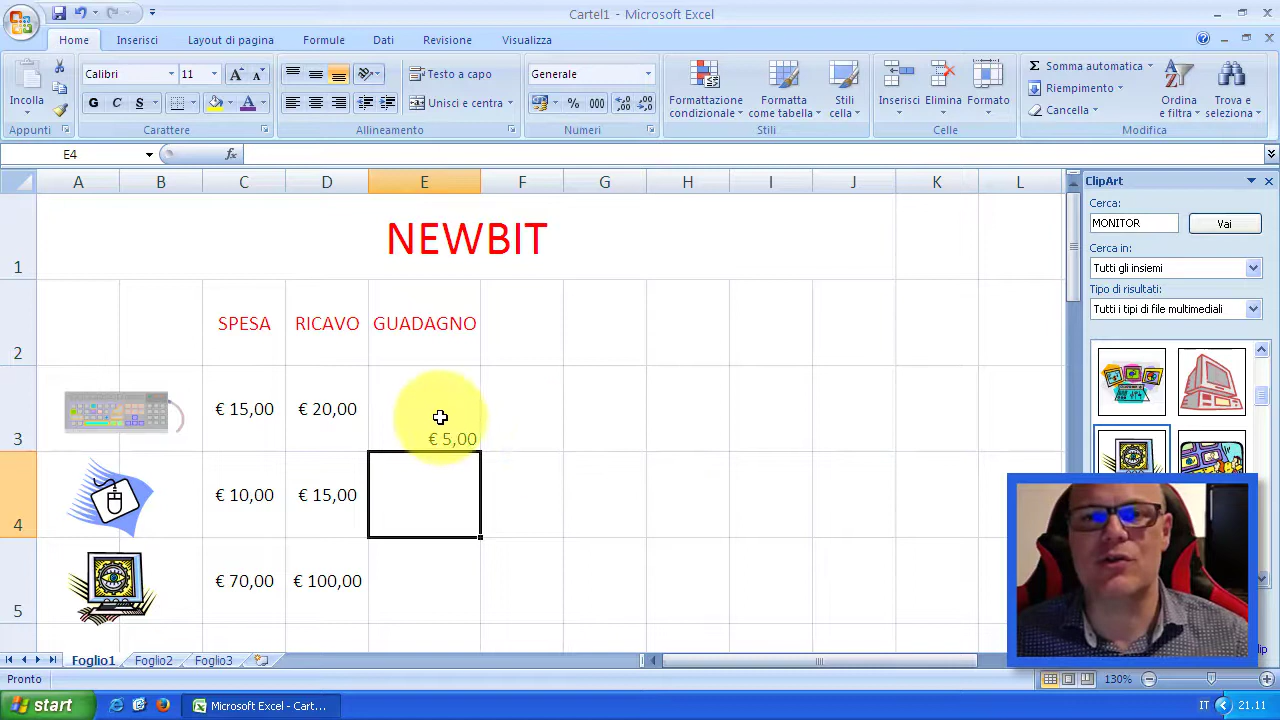 Cartel1 - Microsoft Excel
Home Inserisci Layout di pagina Formule Dati Revisione Visualizza
Incolla
Appunti
Calibri 11
G C S
Carattere
Testo a capo
Unisci e centra
Allineamento
Generale
% 000
Numeri
Formattazione condizionale
Formatta come tabella
Stili cella
Stili
Inserisci Elimina Formato
Celle
Somma automatica
Riempimento
Cancella
Ordina e filtra
Trova e seleziona
Modifica
E4 fx
A B C D E F G H I J K L
1 NEWBIT
2 SPESA RICAVO GUADAGNO
3 € 15,00 € 20,00 € 5,00
4 € 10,00 € 15,00
5 € 70,00 € 100,00
ClipArt
Cerca:
MONITOR Vai
Cerca in:
Tutti gli insiemi
Tipo di risultati:
Tutti i tipi di file multimediali
Foglio1 Foglio2 Foglio3
Pronto 130%
start Microsoft Excel - Cart... IT 21.11